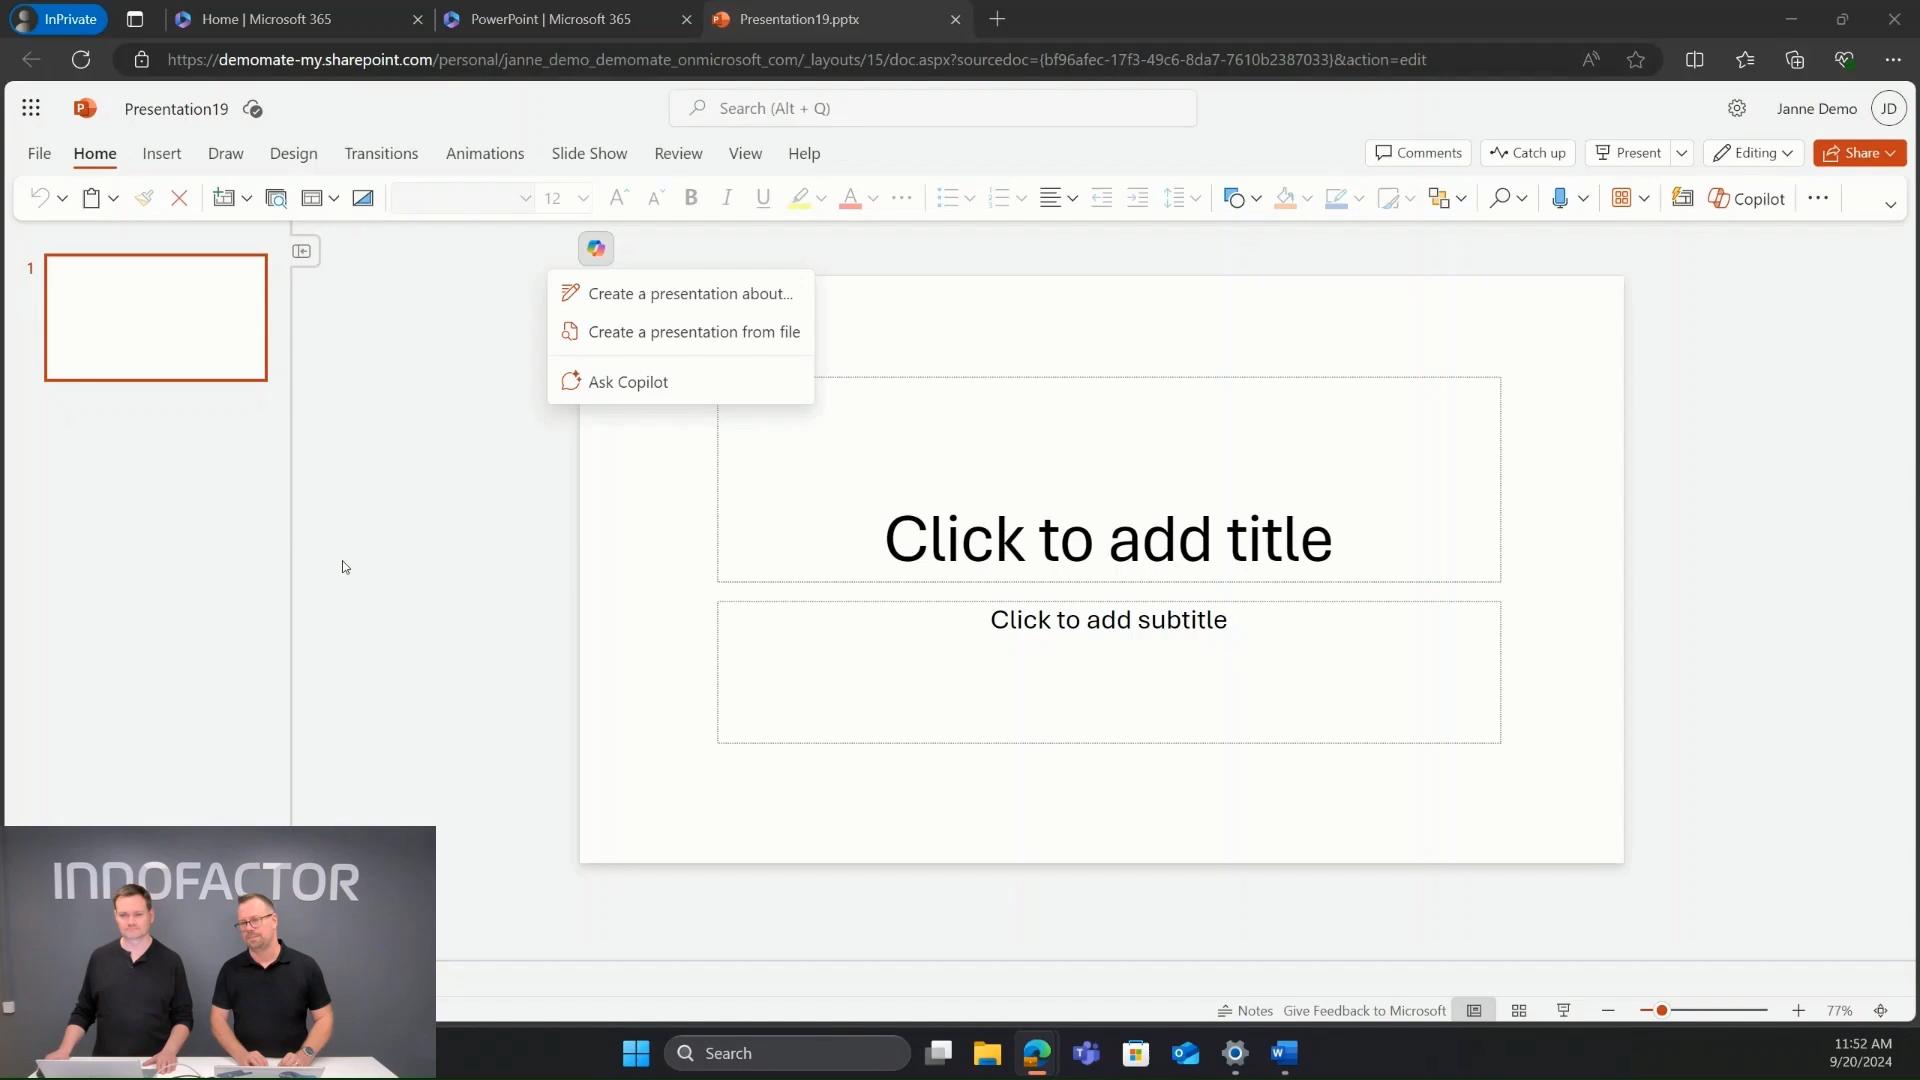 InPrivate
Home | Microsoft 365
PowerPoint | Microsoft 365
Presentation19.pptx
https://demomate-my.sharepoint.com/personal/janne_demo_demomate_onmicrosoft_com/_layouts/15/doc.aspx?sourcedoc={bf96afec-17f3-49c6-8da7-7610b2387033}&action=edit
Presentation19
Search (Alt + Q)
Janne Demo
JD
File
Home
Insert
Draw
Design
Transitions
Animations
Slide Show
Review
View
Help
Comments
Catch up
Present
Editing
Share
12
B
I
U
A
Copilot
1
Create a presentation about...
Create a presentation from file
Ask Copilot
Click to add title
Click to add subtitle
INNOFACTOR
Notes
Give Feedback to Microsoft
77%
Search
11:52 AM
9/20/2024